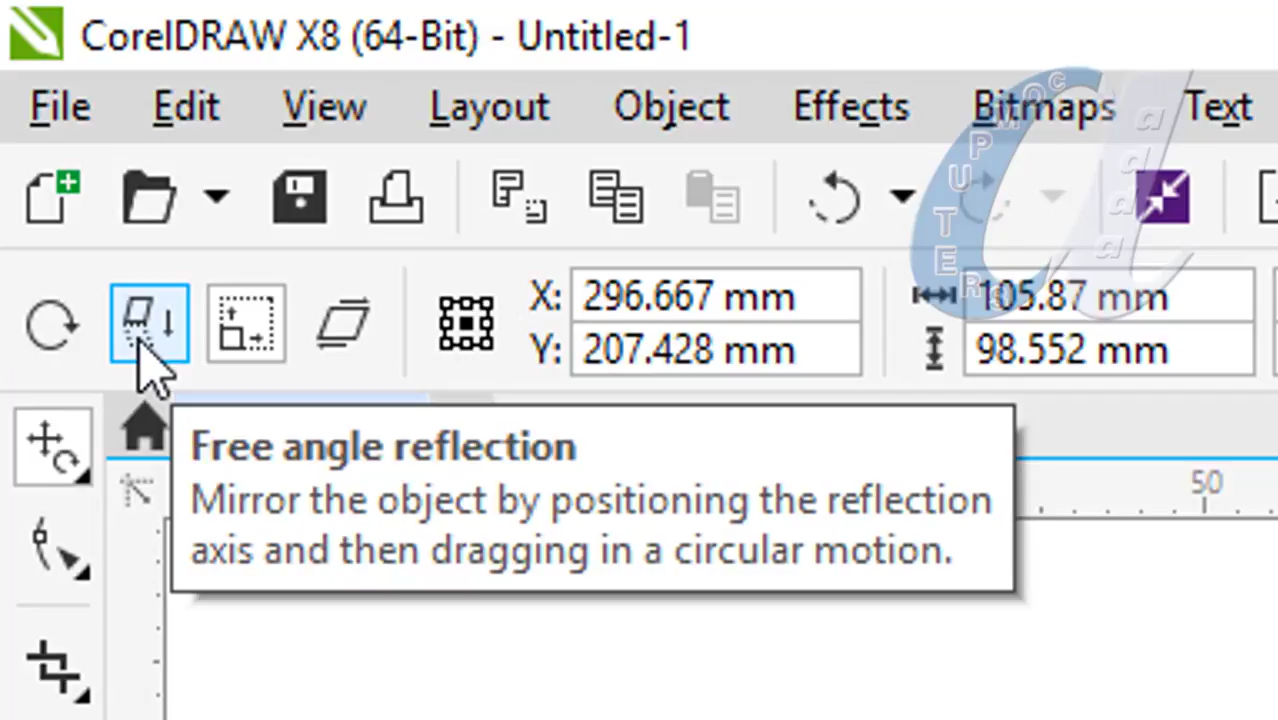 CorelDRAW X8 (64-Bit) - Untitled-1
File Edit View Layout Object Effects Bitmaps Text
COMPUTERS
adda
X: 296.667 mm 105.87 mm
Y: 207.428 mm 98.552 mm
Free angle reflection
Mirror the object by positioning the reflection
axis and then dragging in a circular motion.
50